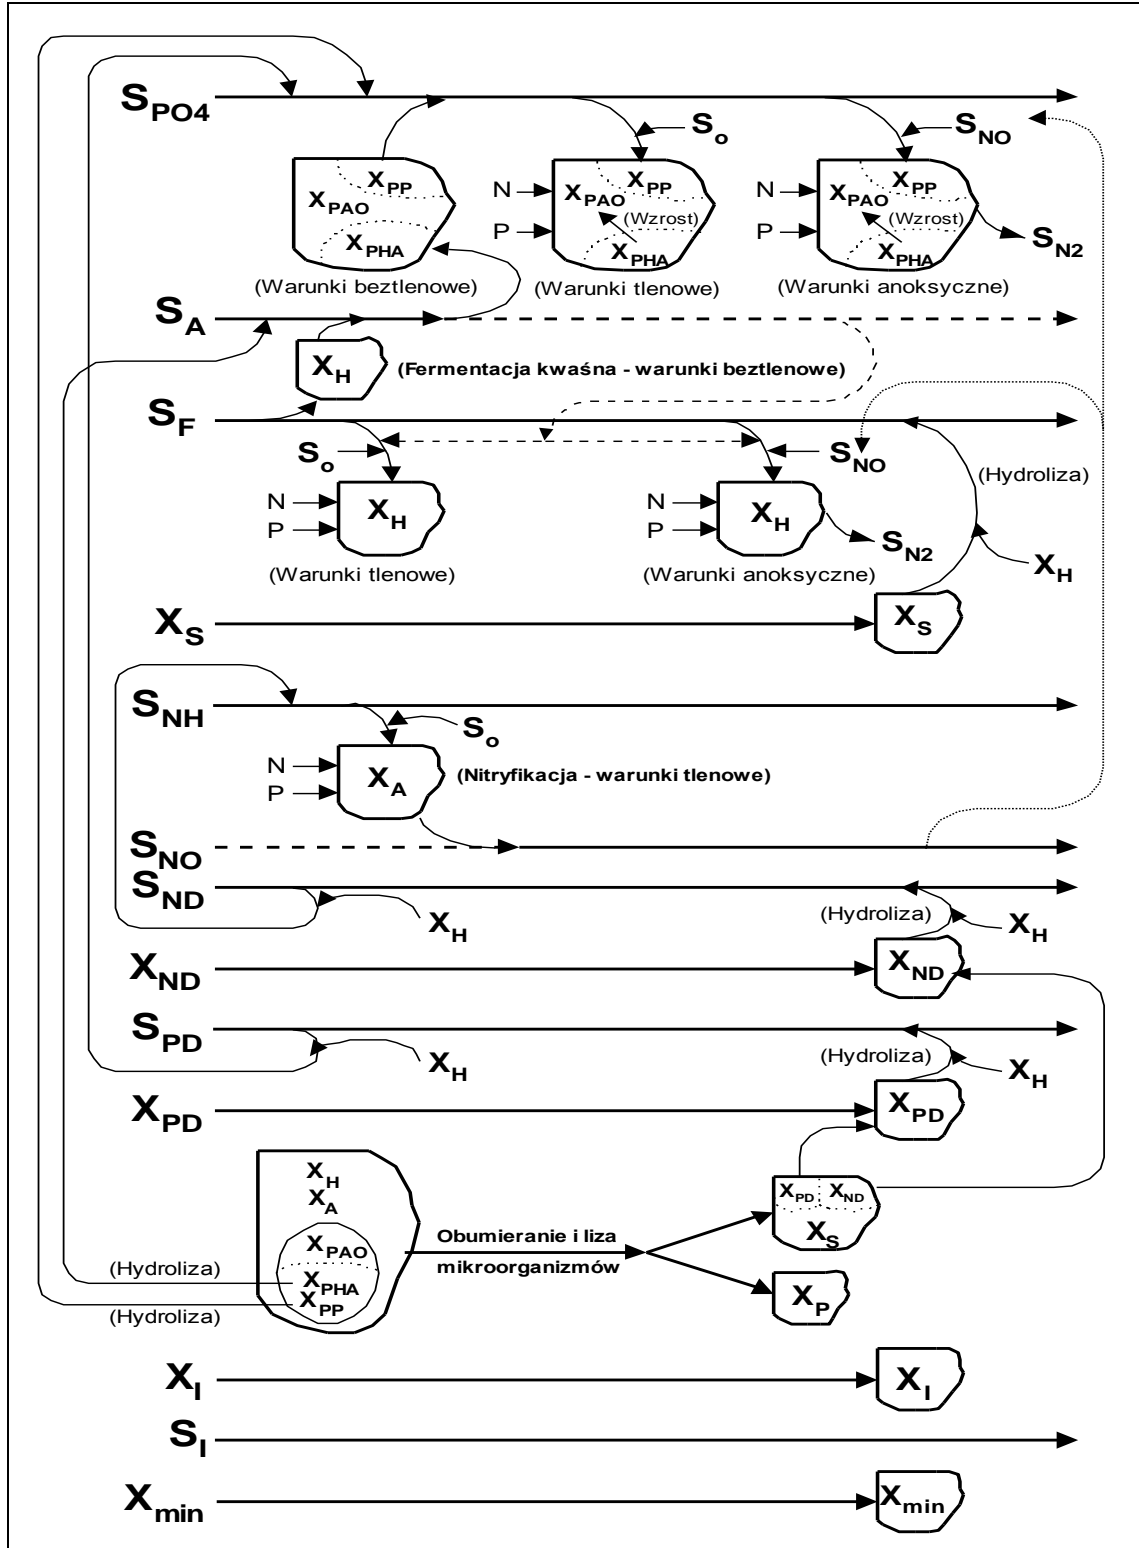 S_PO4
S_o
S_NO
X_PP
X_PAO
X_PHA
N
P
X_PP
X_PAO
(Wzrost)
X_PHA
N
P
X_PP
X_PAO
(Wzrost)
X_PHA
S_N2
(Warunki beztlenowe)
(Warunki tlenowe)
(Warunki anoksyczne)
S_A
X_H
(Fermentacja kwaśna - warunki beztlenowe)
S_F
S_o
S_NO
(Hydroliza)
N
P
X_H
N
P
X_H
S_N2
X_H
(Warunki tlenowe)
(Warunki anoksyczne)
X_S
X_S
S_NH
S_o
N
P
X_A
(Nitryfikacja - warunki tlenowe)
S_NO
S_ND
X_H
(Hydroliza)
X_H
X_ND
X_ND
S_PD
X_H
(Hydroliza)
X_H
X_PD
X_PD
X_H
X_A
X_PAO
X_PHA
X_PP
(Hydroliza)
(Hydroliza)
Obumieranie i liza
mikroorganizmów
X_PD
X_ND
X_S
X_P
X_I
X_I
S_I
X_min
X_min